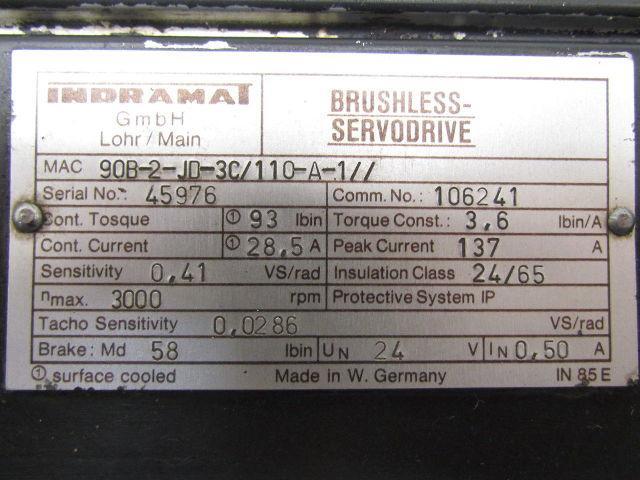 INDRAMAT
GmbH
Lohr/Main
BRUSHLESS-
SERVODRIVE
MAC 90B-2-JD-3C/110-A-1//
Serial No.: 45976 Comm. No.: 106241
Cont. Tosque ① 93 lbin Torque Const.: 3,6 lbin/A
Cont. Current ① 28,5 A Peak Current 137 A
Sensitivity 0,41 VS/rad Insulation Class 24/65
nmax. 3000 rpm Protective System IP
Tacho Sensitivity 0,0286 VS/rad
Brake: Md 58 lbin UN 24 V IN 0,50 A
① surface cooled Made in W. Germany IN 85 E